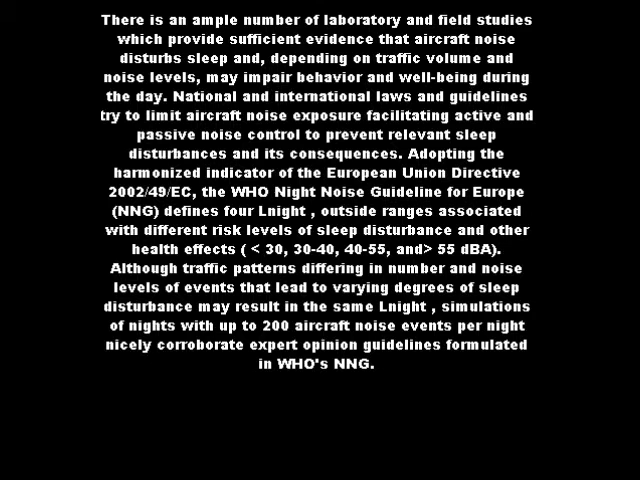 There is an ample number of laboratory and field studies
which provide sufficient evidence that aircraft noise
disturbs sleep and, depending on traffic volume and
noise levels, may impair behavior and well-being during
the day. National and international laws and guidelines
try to limit aircraft noise exposure facilitating active and
passive noise control to prevent relevant sleep
disturbances and its consequences. Adopting the
harmonized indicator of the European Union Directive
2002/49/EC, the WHO Night Noise Guideline for Europe
(NNG) defines four Lnight , outside ranges associated
with different risk levels of sleep disturbance and other
health effects ( < 30, 30-40, 40-55, and> 55 dBA).
Although traffic patterns differing in number and noise
levels of events that lead to varying degrees of sleep
disturbance may result in the same Lnight , simulations
of nights with up to 200 aircraft noise events per night
nicely corroborate expert opinion guidelines formulated
in WHO's NNG.